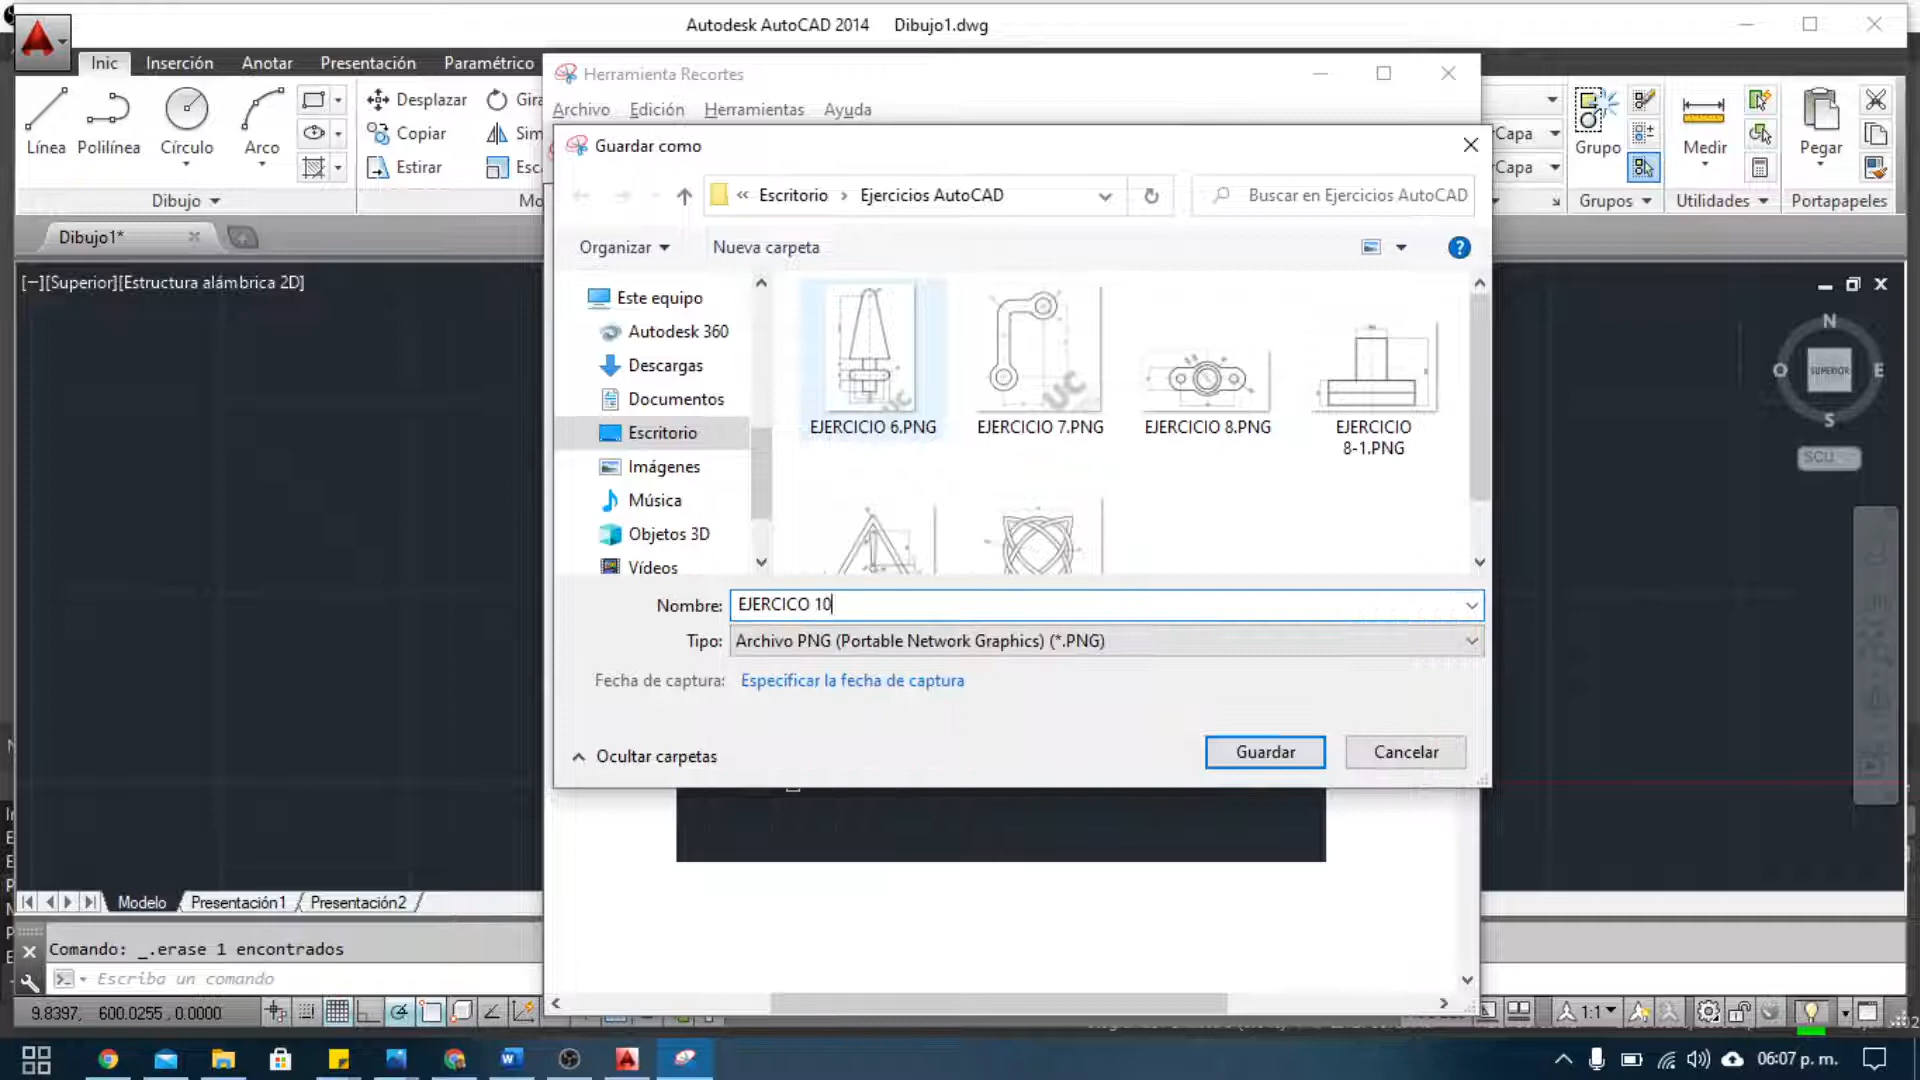 Autodesk AutoCAD 2014 Dibujo1.dwg
Inic Inserción Anotar Presentación Paramétrico
Herramienta Recortes
Archivo Edición Herramientas Ayuda
Línea Polilínea Círculo Arco
Desplazar
Copiar
Estirar
Dibujo
Guardar como
Escritorio › Ejercicios AutoCAD
Buscar en Ejercicios AutoCAD
Organizar Nueva carpeta
Capa
Capa
Grupo Medir Pegar
Grupos Utilidades Portapapeles
Dibujo1*
[−][Superior][Estructura alámbrica 2D]
Este equipo
Autodesk 360
Descargas
Documentos
Escritorio
Imágenes
Música
Objetos 3D
Vídeos
EJERCICIO 6.PNG
EJERCICIO 7.PNG
EJERCICIO 8.PNG
EJERCICIO
8-1.PNG
Nombre: EJERCICO 10
Tipo: Archivo PNG (Portable Network Graphics) (*.PNG)
Fecha de captura: Especificar la fecha de captura
Ocultar carpetas
Guardar Cancelar
N
O SUPERIOR E
S
SCU
Modelo Presentación1 Presentación2
Comando: _.erase 1 encontrados
Escriba un comando
9.8397, 600.0255, 0.0000
1:1
06:07 p. m.